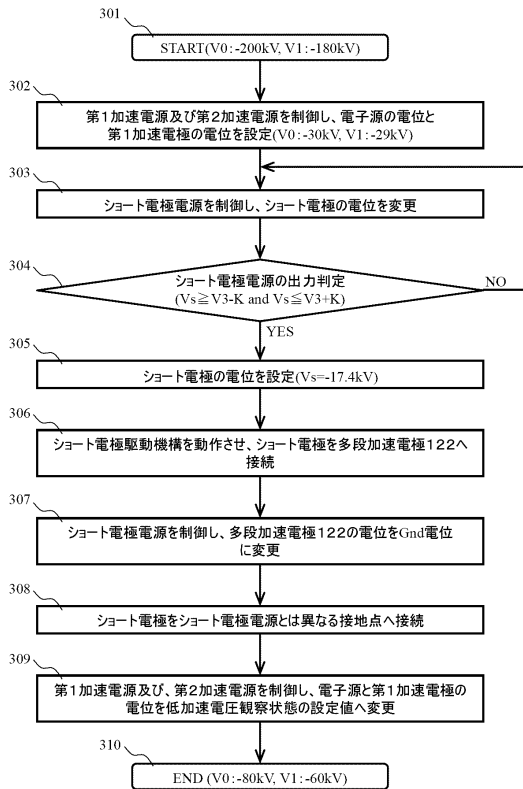 301
START(V0:-200kV, V1:-180kV)
302
第1加速電源及び第2加速電源を制御し、電子源の電位と
第1加速電極の電位を設定(V0:-30kV, V1:-29kV)
303
ショート電極電源を制御し、ショート電極の電位を変更
304
ショート電極電源の出力判定
(Vs≧V3-K and Vs≦V3+K)
NO
YES
305
ショート電極の電位を設定(Vs=-17.4kV)
306
ショート電極駆動機構を動作させ、ショート電極を多段加速電極122へ
接続
307
ショート電極電源を制御し、多段加速電極122の電位をGnd電位
に変更
308
ショート電極をショート電極電源とは異なる接地点へ接続
309
第1加速電源及び、第2加速電源を制御し、電子源と第1加速電極の
電位を低加速電圧観察状態の設定値へ変更
310
END (V0:-80kV, V1:-60kV)